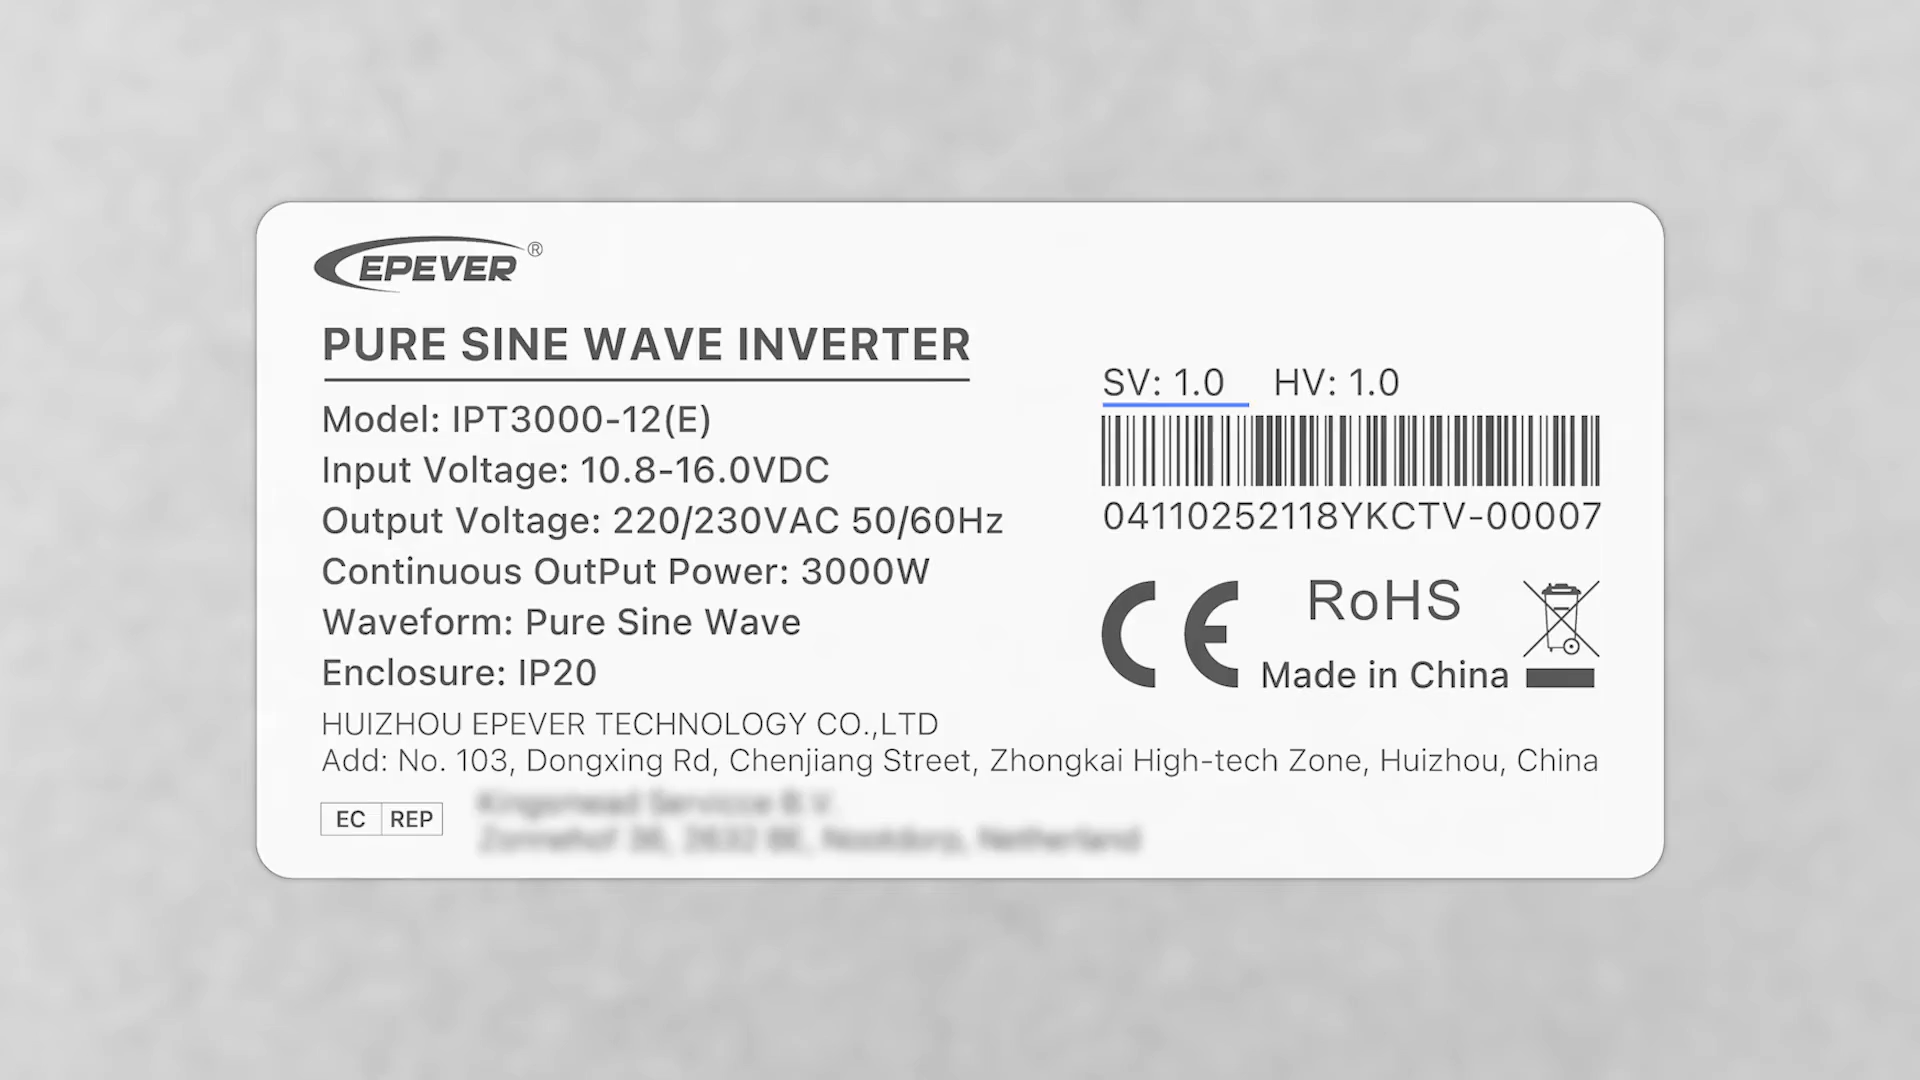 EPEVER®
PURE SINE WAVE INVERTER
Model: IPT3000-12(E)
Input Voltage: 10.8-16.0VDC
Output Voltage: 220/230VAC 50/60Hz
Continuous OutPut Power: 3000W
Waveform: Pure Sine Wave
Enclosure: IP20
SV: 1.0 HV: 1.0
04110252118YKCTV-00007
CE
RoHS
Made in China
HUIZHOU EPEVER TECHNOLOGY CO.,LTD
Add: No. 103, Dongxing Rd, Chenjiang Street, Zhongkai High-tech Zone, Huizhou, China
EC REP